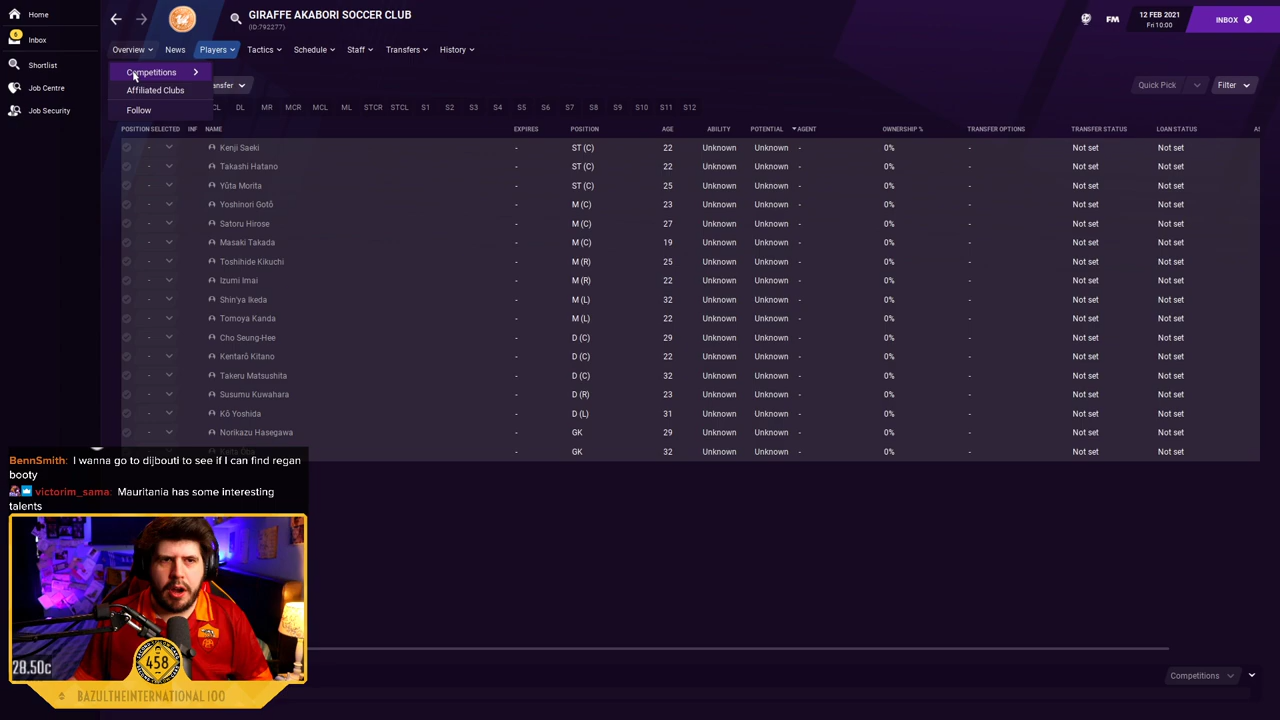 Home
6
Inbox
Shortlist
Job Centre
Job Security
GIRAFFE AKABORI SOCCER CLUB
(ID:792277)
FM
12 FEB 2021
Fri 10:00
INBOX
Overview
News
Players
Tactics
Schedule
Staff
Transfers
History
Competitions
Affiliated Clubs
Follow
Quick Pick
Filter
CL DL MR MCR MCL ML STCR STCL S1 S2 S3 S4 S5 S6 S7 S8 S9 S10 S11 S12
POSITION SELECTED INF NAME EXPIRES POSITION AGE ABILITY POTENTIAL AGENT OWNERSHIP % TRANSFER OPTIONS TRANSFER STATUS LOAN STATUS
- Kenji Saeki - ST (C) 22 Unknown Unknown - 0% - Not set Not set
- Takashi Hatano - ST (C) 22 Unknown Unknown - 0% - Not set Not set
- Yūta Morita - ST (C) 25 Unknown Unknown - 0% - Not set Not set
- Yoshinori Gotō - M (C) 23 Unknown Unknown - 0% - Not set Not set
- Satoru Hirose - M (C) 27 Unknown Unknown - 0% - Not set Not set
- Masaki Takada - M (C) 19 Unknown Unknown - 0% - Not set Not set
- Toshihide Kikuchi - M (R) 25 Unknown Unknown - 0% - Not set Not set
- Izumi Imai - M (R) 22 Unknown Unknown - 0% - Not set Not set
- Shin'ya Ikeda - M (L) 32 Unknown Unknown - 0% - Not set Not set
- Tomoya Kanda - M (L) 22 Unknown Unknown - 0% - Not set Not set
- Cho Seung-Hee - D (C) 29 Unknown Unknown - 0% - Not set Not set
- Kentarō Kitano - D (C) 22 Unknown Unknown - 0% - Not set Not set
- Takeru Matsushita - D (C) 32 Unknown Unknown - 0% - Not set Not set
- Susumu Kuwahara - D (R) 23 Unknown Unknown - 0% - Not set Not set
- Kō Yoshida - D (L) 31 Unknown Unknown - 0% - Not set Not set
- Norikazu Hasegawa - GK 29 Unknown Unknown - 0% - Not set Not set
- GK 32 Unknown Unknown - 0% - Not set Not set
BennSmith: I wanna go to dijbouti to see if I can find regan
booty
victorim_sama: Mauritania has some interesting
talents
28.50c
458
BAZULTHEINTERNATIONAL 100
Competitions